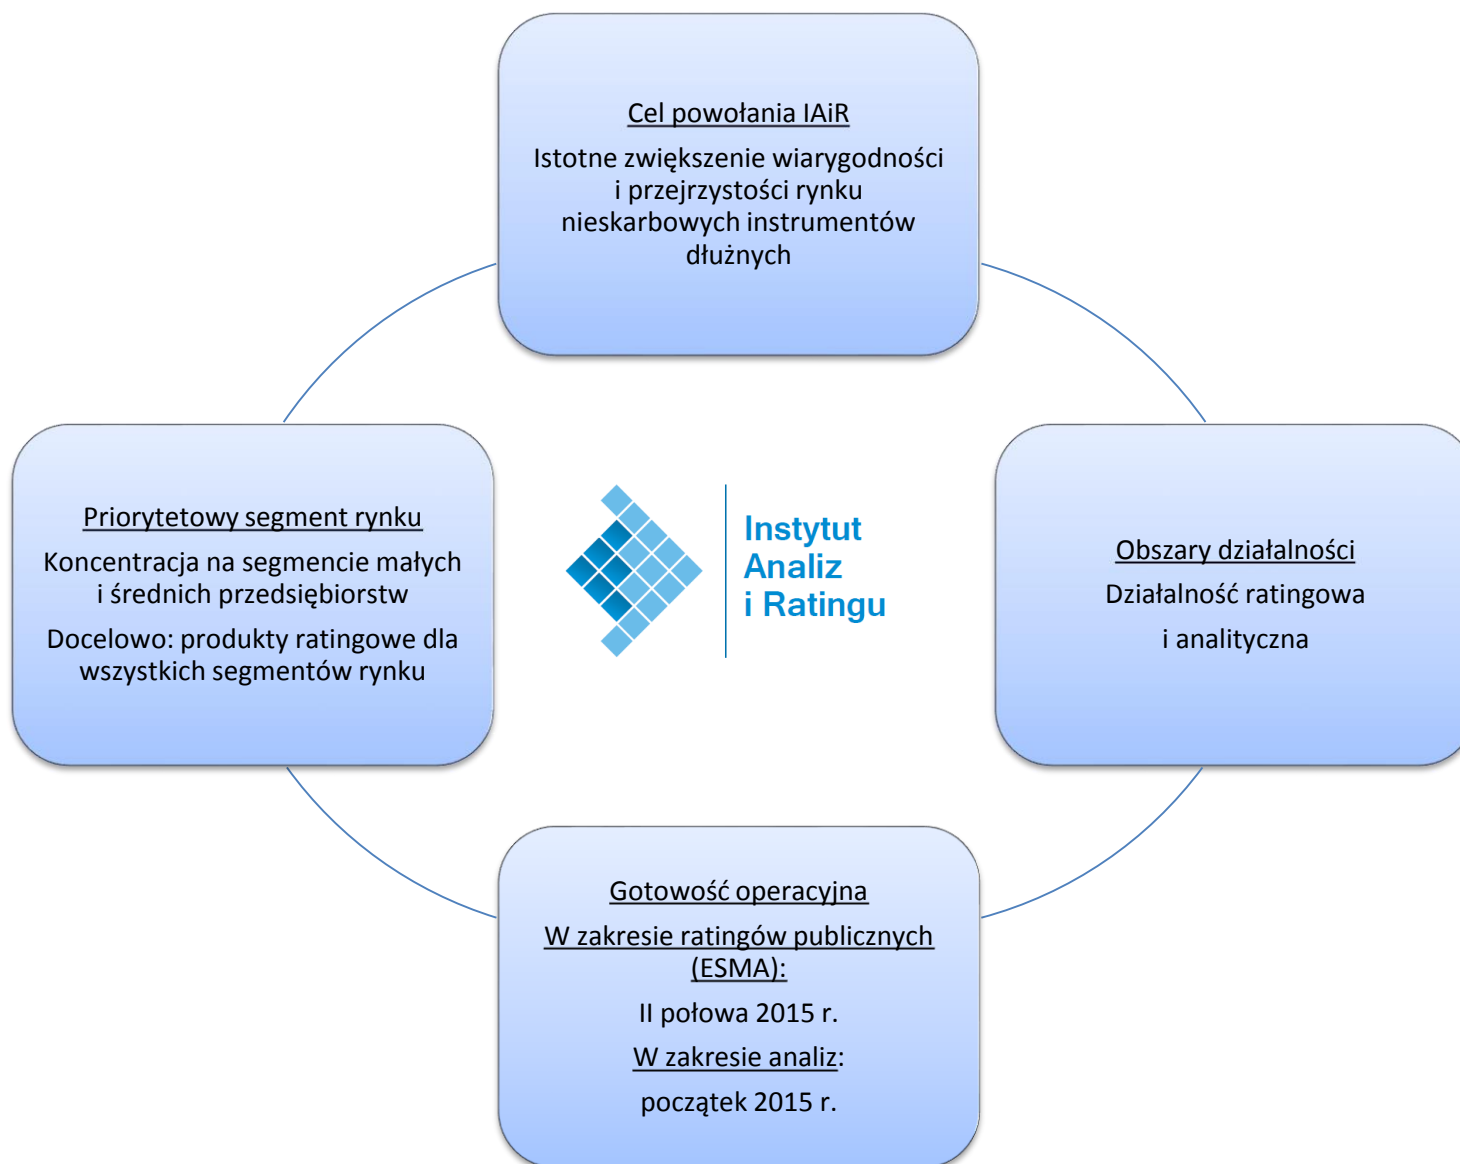 Cel powołania IAiR
Istotne zwiększenie wiarygodności
i przejrzystości rynku
nieskarbowych instrumentów
dłużnych
Priorytetowy segment rynku
Koncentracja na segmencie małych
i średnich przedsiębiorstw
Docelowo: produkty ratingowe dla
wszystkich segmentów rynku
Instytut
Analiz
i Ratingu
Obszary działalności
Działalność ratingowa
i analityczna
Gotowość operacyjna
W zakresie ratingów publicznych
(ESMA):
II połowa 2015 r.
W zakresie analiz:
początek 2015 r.